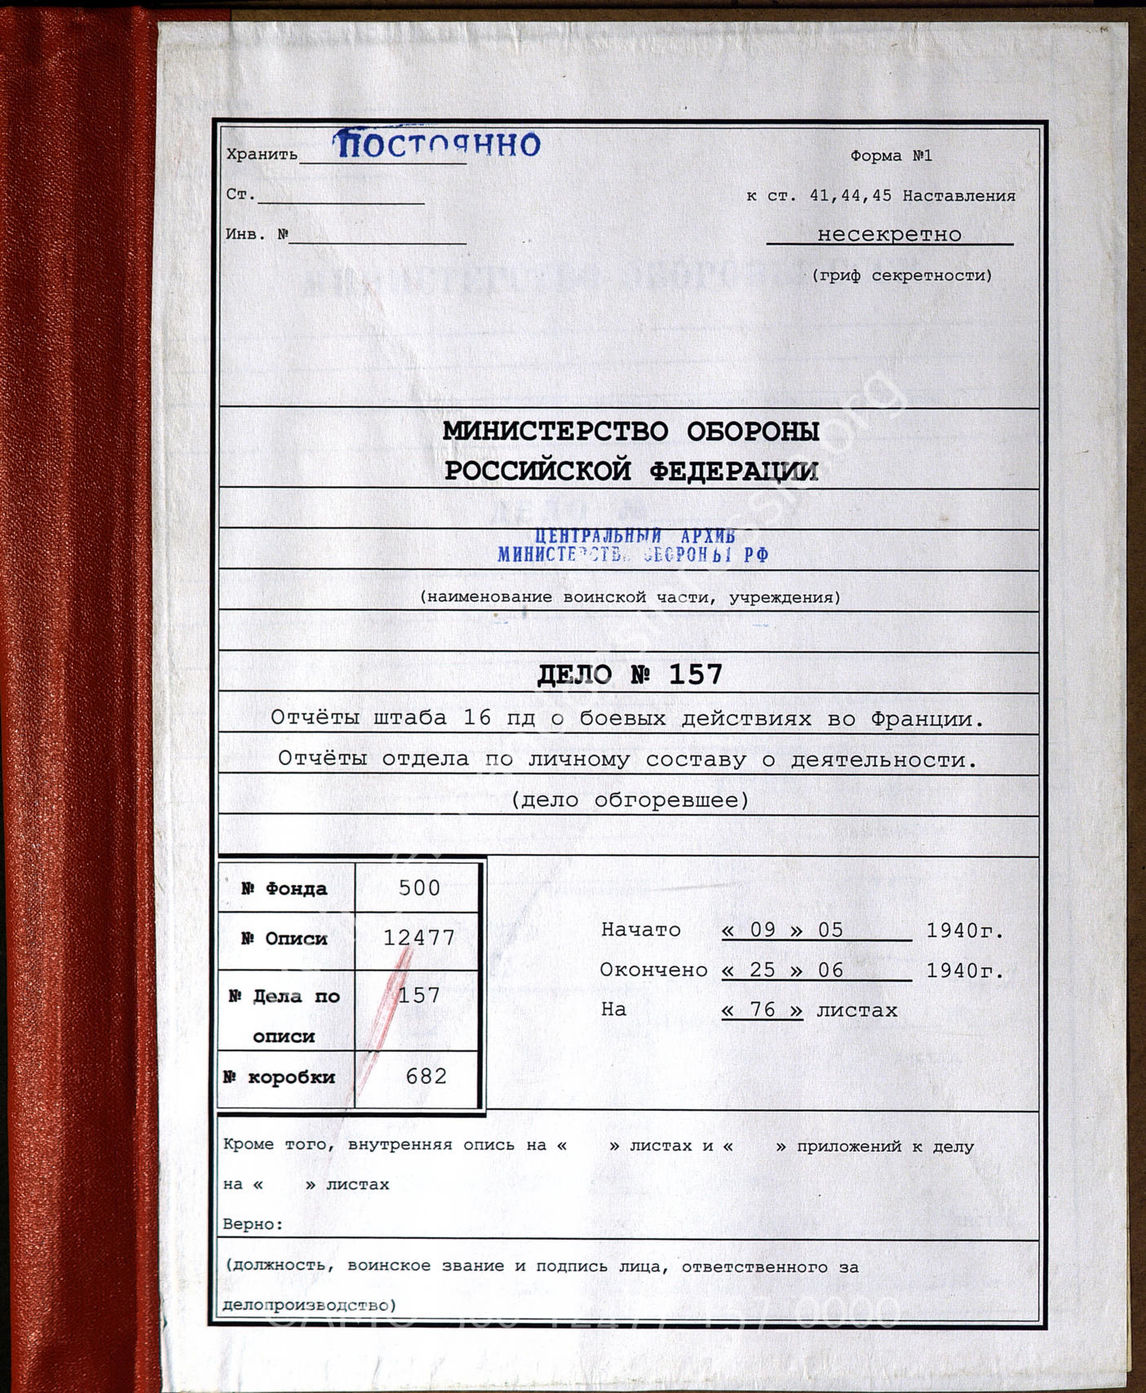 Хранить ПОСТОЯННО
Форма №1
Ст.
к ст. 41,44,45 Наставления
Инв. №
несекретно
(гриф секретности)
МИНИСТЕРСТВО ОБОРОНЫ
РОССИЙСКОЙ ФЕДЕРАЦИИ
ЦЕНТРАЛЬНЫЙ АРХИВ
МИНИСТЕРСТВА ОБОРОНЫ РФ
(наименование воинской части, учреждения)
ДЕЛО № 157
Отчёты штаба 16 пд о боевых действиях во Франции.
Отчёты отдела по личному составу о деятельности.
(дело обгоревшее)
№ Фонда 500
№ Описи 12477
№ Дела по 157
описи
№ коробки 682
Начато « 09 » 05 1940г.
Окончено « 25 » 06 1940г.
На « 76 » листах
Кроме того, внутренняя опись на « » листах и « » приложений к делу
на « » листах
Верно:
(должность, воинское звание и подпись лица, ответственного за
делопроизводство)